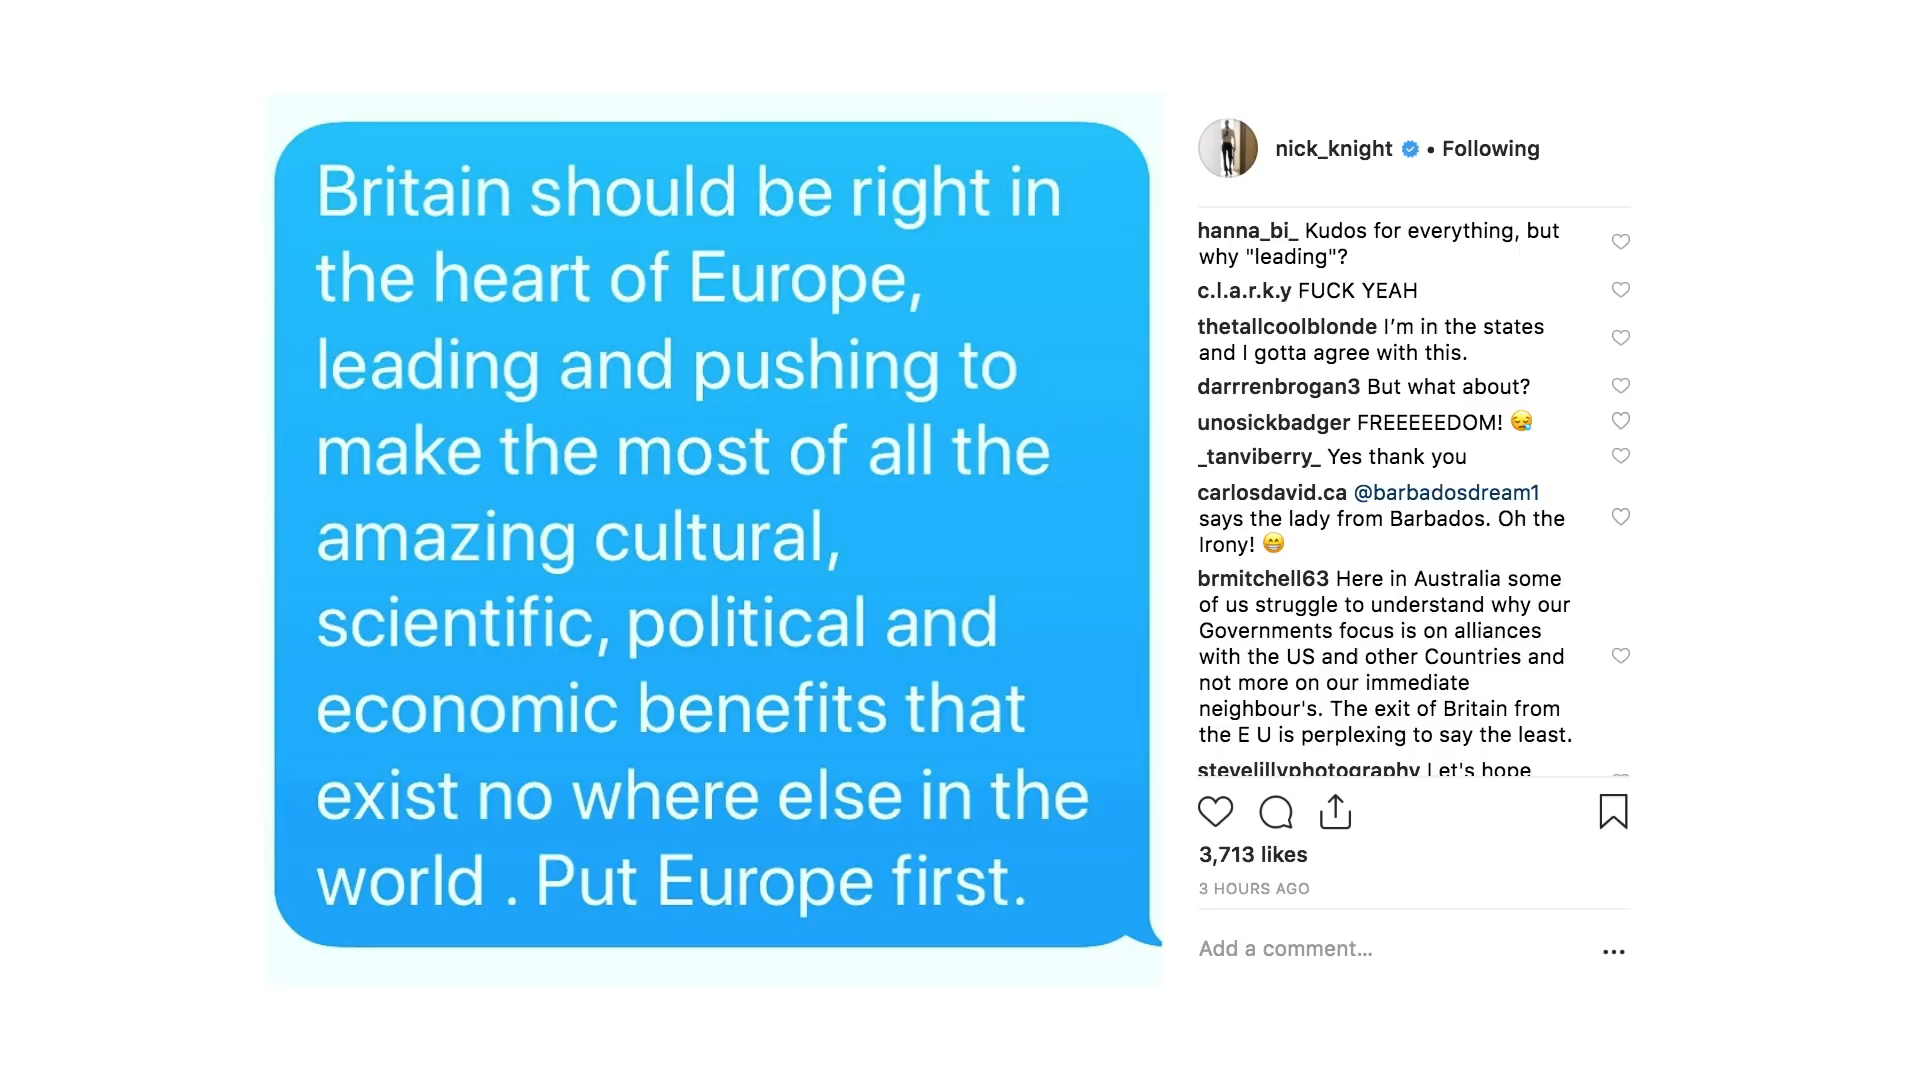 Britain should be right in
the heart of Europe,
leading and pushing to
make the most of all the
amazing cultural,
scientific, political and
economic benefits that
exist no where else in the
world . Put Europe first.
nick_knight • Following
hanna_bi_ Kudos for everything, but
why "leading"?
c.l.a.r.k.y FUCK YEAH
thetallcoolblonde I’m in the states
and I gotta agree with this.
darrrenbrogan3 But what about?
unosickbadger FREEEEEDOM! 😪
_tanviberry_ Yes thank you
carlosdavid.ca @barbadosdream1
says the lady from Barbados. Oh the
Irony! 😁
brmitchell63 Here in Australia some
of us struggle to understand why our
Governments focus is on alliances
with the US and other Countries and
not more on our immediate
neighbour's. The exit of Britain from
the E U is perplexing to say the least.
stevelillyphotography Let's hope
3,713 likes
3 HOURS AGO
Add a comment...